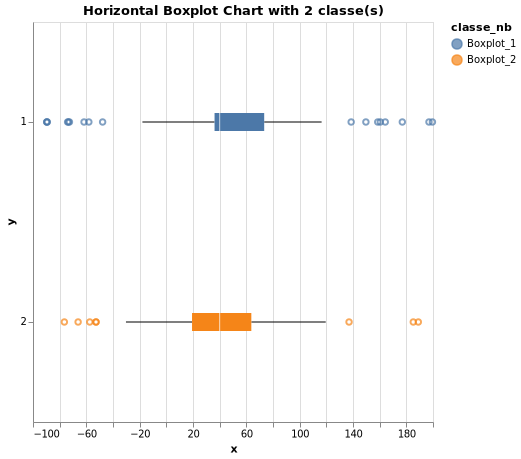 Horizontal Boxplot Chart with 2 classe(s)
classe_nb
Boxplot_1
Boxplot_2
1
y
2
−100 −60 −20 20 60 100 140 180
x